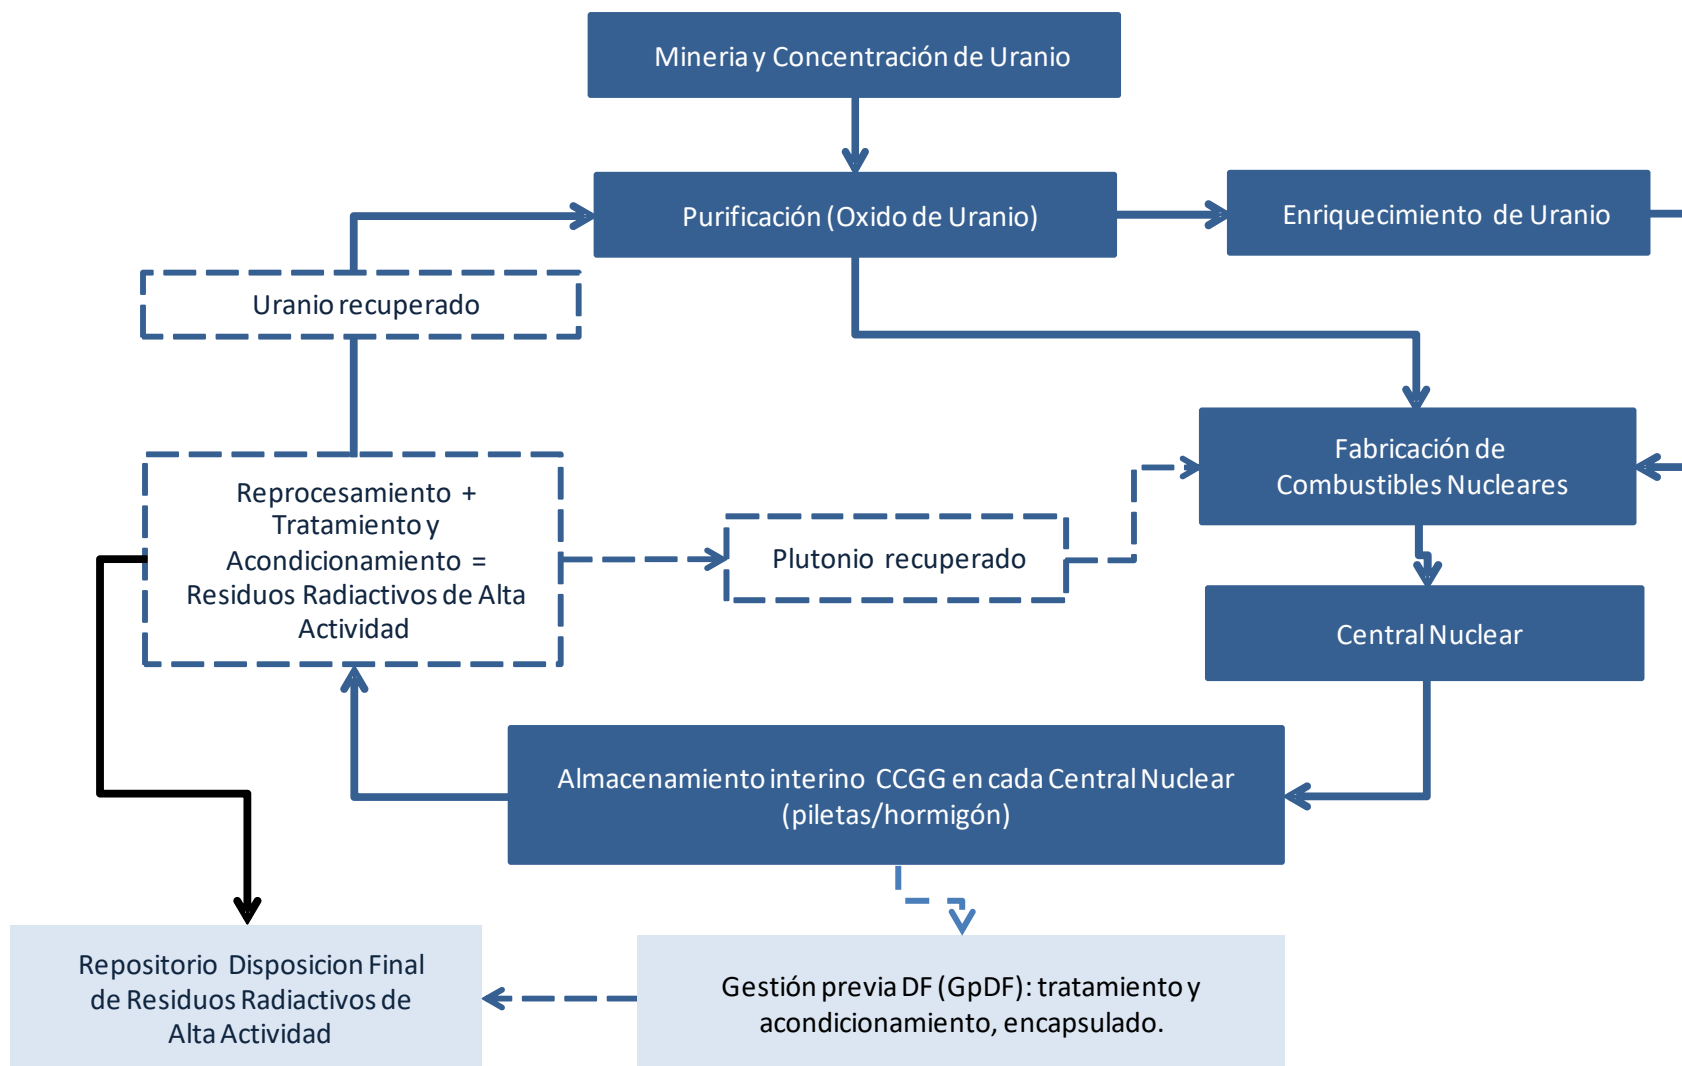 Mineria y Concentración de Uranio
Purificación (Oxido de Uranio)
Enriquecimiento de Uranio
Uranio recuperado
Fabricación de
Combustibles Nucleares
Reprocesamiento +
Tratamiento y
Acondicionamiento =
Residuos Radiactivos de Alta
Actividad
Plutonio recuperado
Central Nuclear
Almacenamiento interino CCGG en cada Central Nuclear
(piletas/hormigón)
Repositorio Disposicion Final
de Residuos Radiactivos de
Alta Actividad
Gestión previa DF (GpDF): tratamiento y
acondicionamiento, encapsulado.